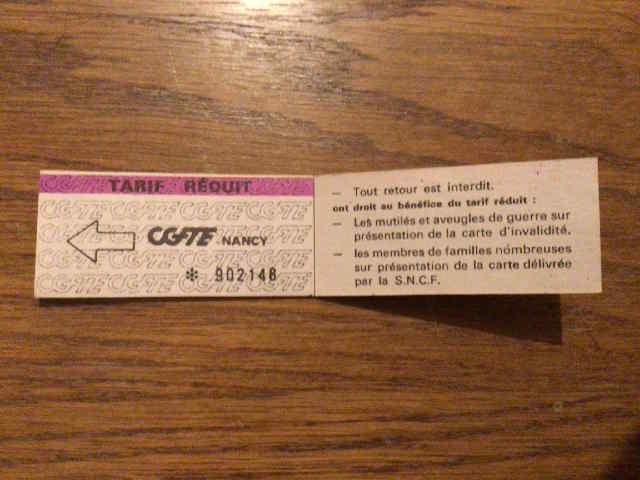 TARIF RÉDUIT
CGFTE NANCY
* 902148
— Tout retour est interdit.
ont droit au bénéfice du tarif réduit :
— Les mutilés et aveugles de guerre sur
présentation de la carte d'invalidité.
— les membres de familles nombreuses
sur présentation de la carte délivrée
par la S.N.C.F.